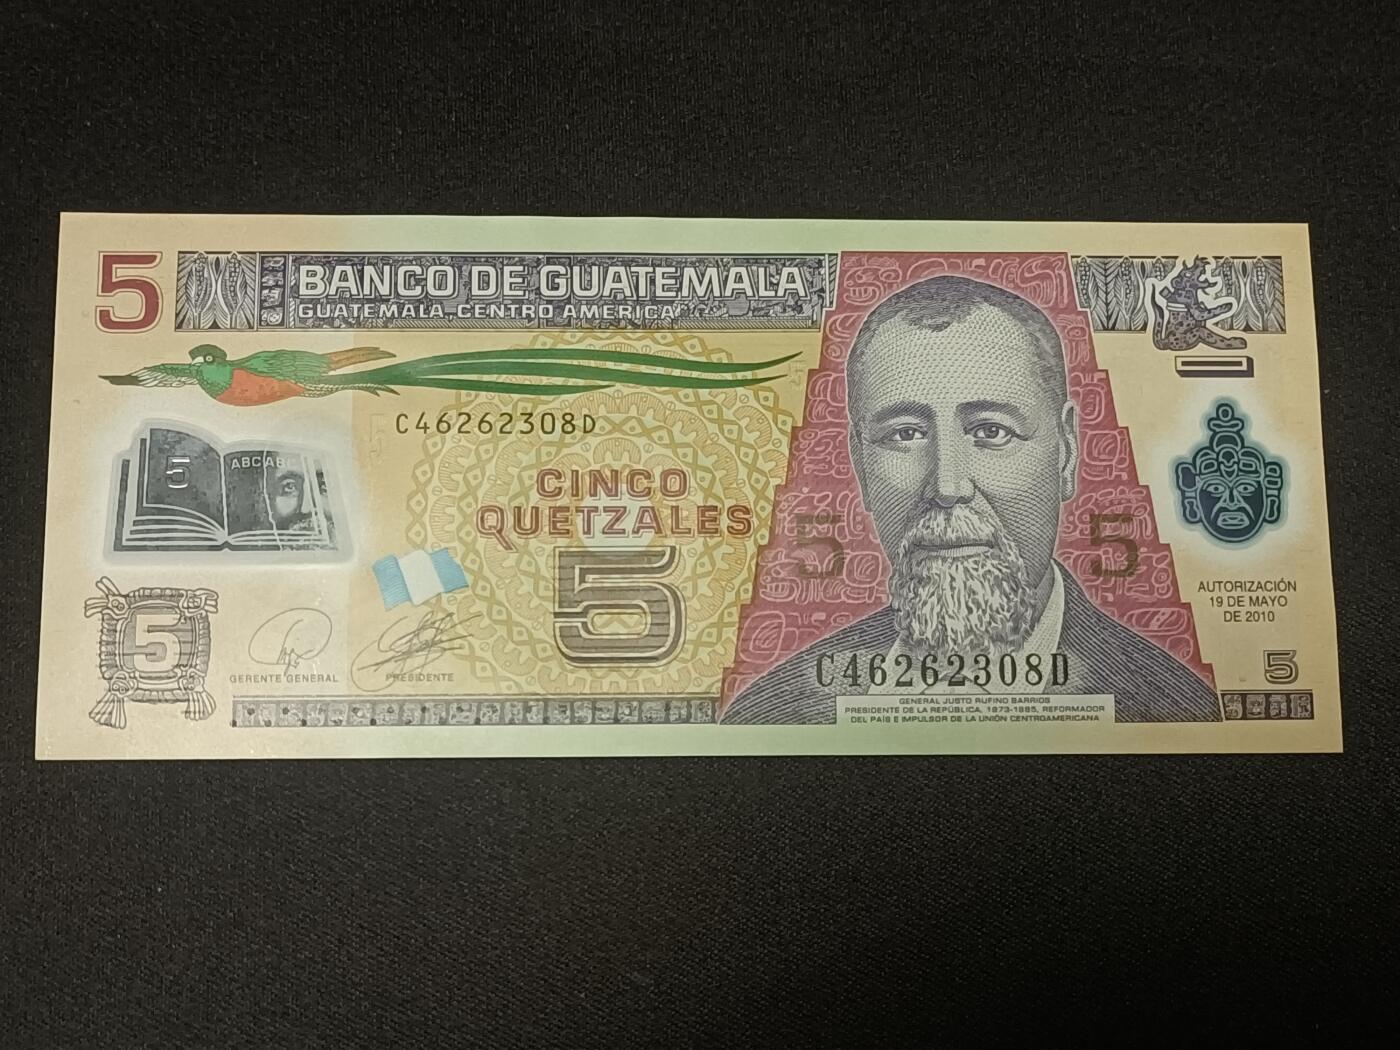 5
BANCO DE GUATEMALA
GUATEMALA, CENTRO AMERICA
C46262308D
5
ABCABC
CINCO
QUETZALES
5
5
5
AUTORIZACIÓN
19 DE MAYO
DE 2010
5
5
GERENTE GENERAL
PRESIDENTE
C46262308D
GENERAL JUSTO RUFINO BARRIOS
PRESIDENTE DE LA REPÚBLICA, 1873-1885, REFORMADOR
DEL PAÍS E IMPULSOR DE LA UNIÓN CENTROAMERICANA